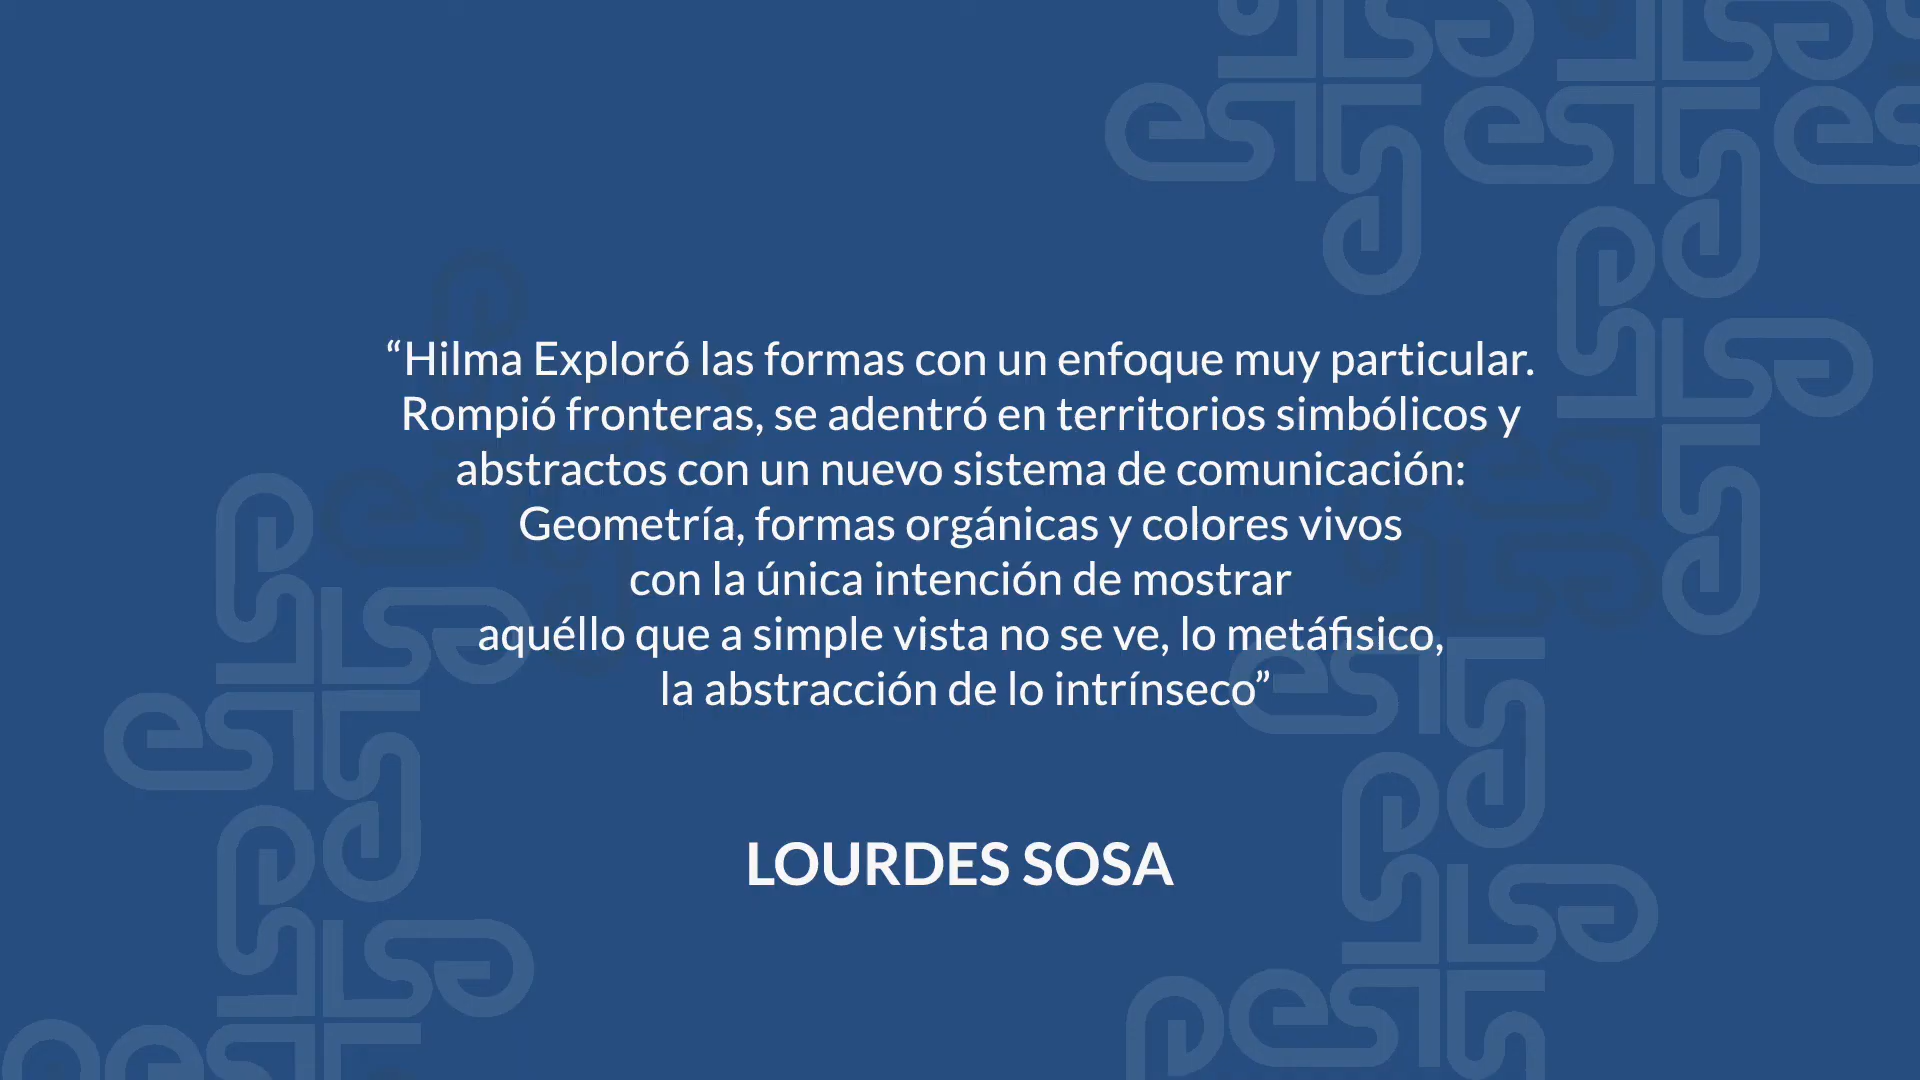 “Hilma Exploró las formas con un enfoque muy particular.
Rompió fronteras, se adentró en territorios simbólicos y
abstractos con un nuevo sistema de comunicación:
Geometría, formas orgánicas y colores vivos
con la única intención de mostrar
aquéllo que a simple vista no se ve, lo metáfisico,
la abstracción de lo intrínseco”
LOURDES SOSA